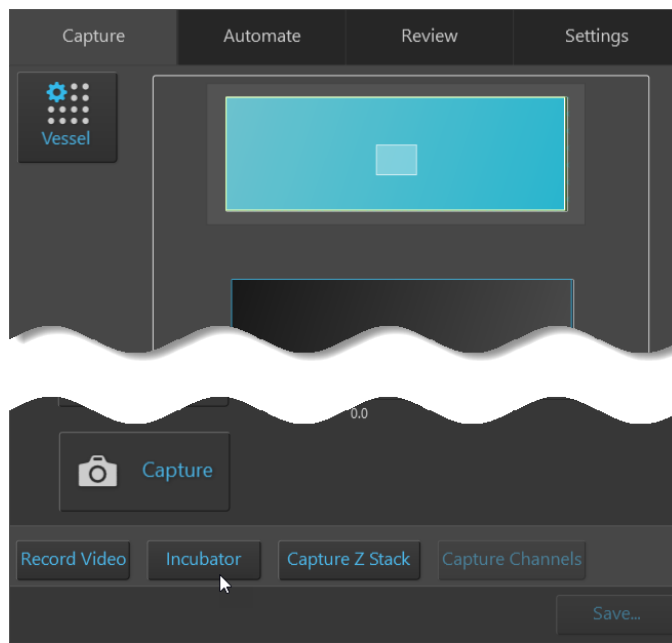 Capture
Automate
Review
Settings
Vessel
0.0
Capture
Record Video
Incubator
Capture Z Stack
Capture Channels
Save...